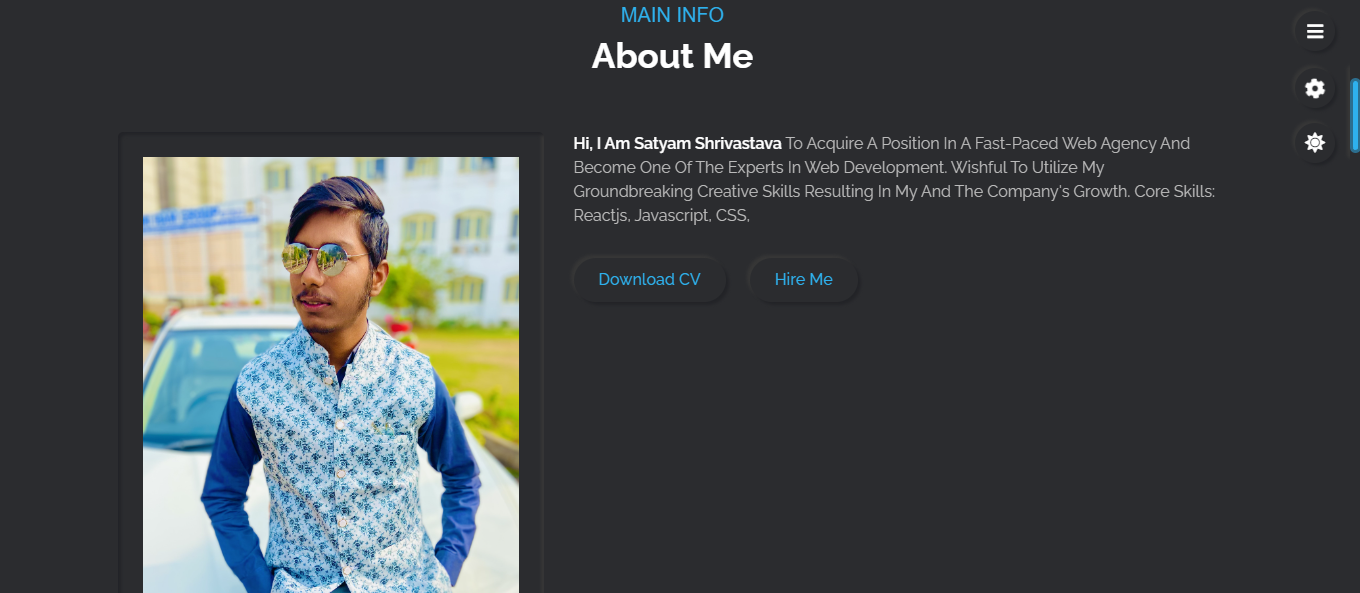 MAIN INFO
About Me
Hi, I Am Satyam Shrivastava To Acquire A Position In A Fast-Paced Web Agency And
Become One Of The Experts In Web Development. Wishful To Utilize My
Groundbreaking Creative Skills Resulting In My And The Company's Growth. Core Skills:
Reactjs, Javascript, CSS,
Download CV
Hire Me